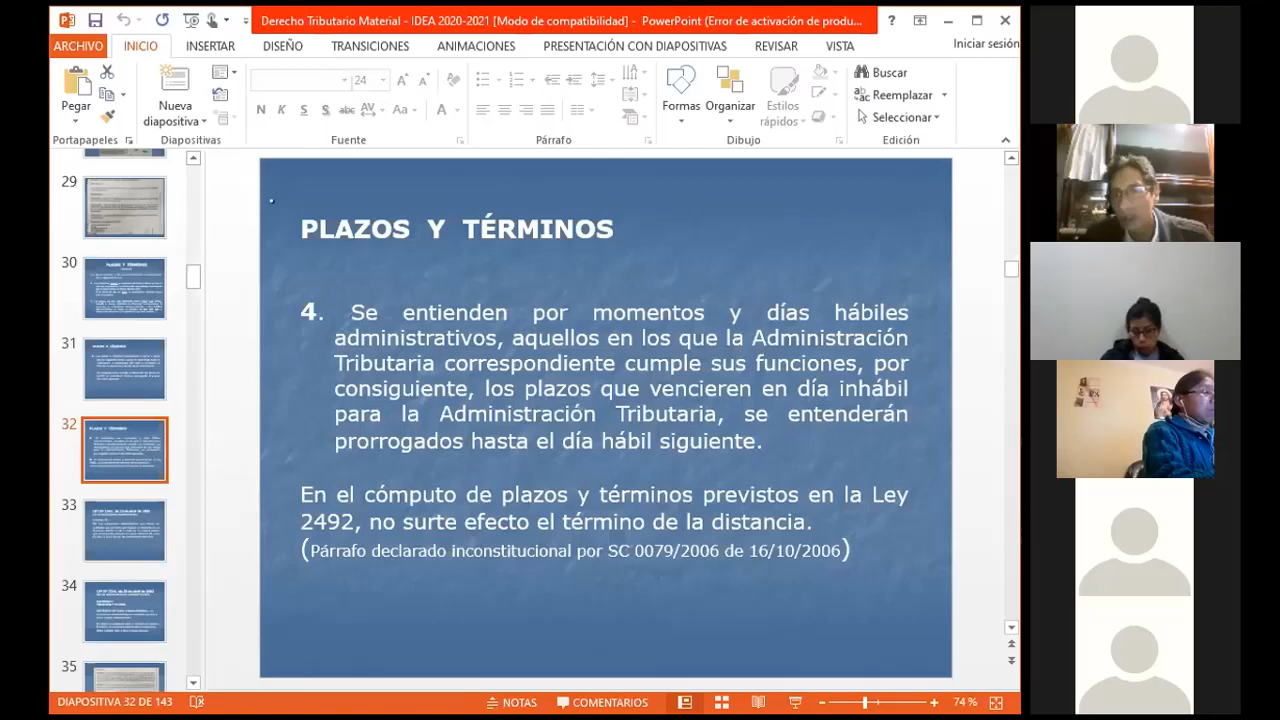 Derecho Tributario Material - IDEA 2020-2021 [Modo de compatibilidad] - PowerPoint (Error de activación de produ...
ARCHIVO INICIO INSERTAR DISEÑO TRANSICIONES ANIMACIONES PRESENTACIÓN CON DIAPOSITIVAS REVISAR VISTA Iniciar sesión
Pegar
Nueva diapositiva
24
N K S S abc AV Aa A
Formas Organizar Estilos rápidos
Buscar
Reemplazar
Seleccionar
Portapapeles Diapositivas Fuente Párrafo Dibujo Edición
29
30
31
32
33
34
35
PLAZOS Y TÉRMINOS
4. Se entienden por momentos y días hábiles
administrativos, aquellos en los que la Administración
Tributaria correspondiente cumple sus funciones, por
consiguiente, los plazos que vencieren en día inhábil
para la Administración Tributaria, se entenderán
prorrogados hasta el día hábil siguiente.
En el cómputo de plazos y términos previstos en la Ley
2492, no surte efecto el término de la distancia.
(Párrafo declarado inconstitucional por SC 0079/2006 de 16/10/2006)
DIAPOSITIVA 32 DE 143 NOTAS COMENTARIOS 74 %